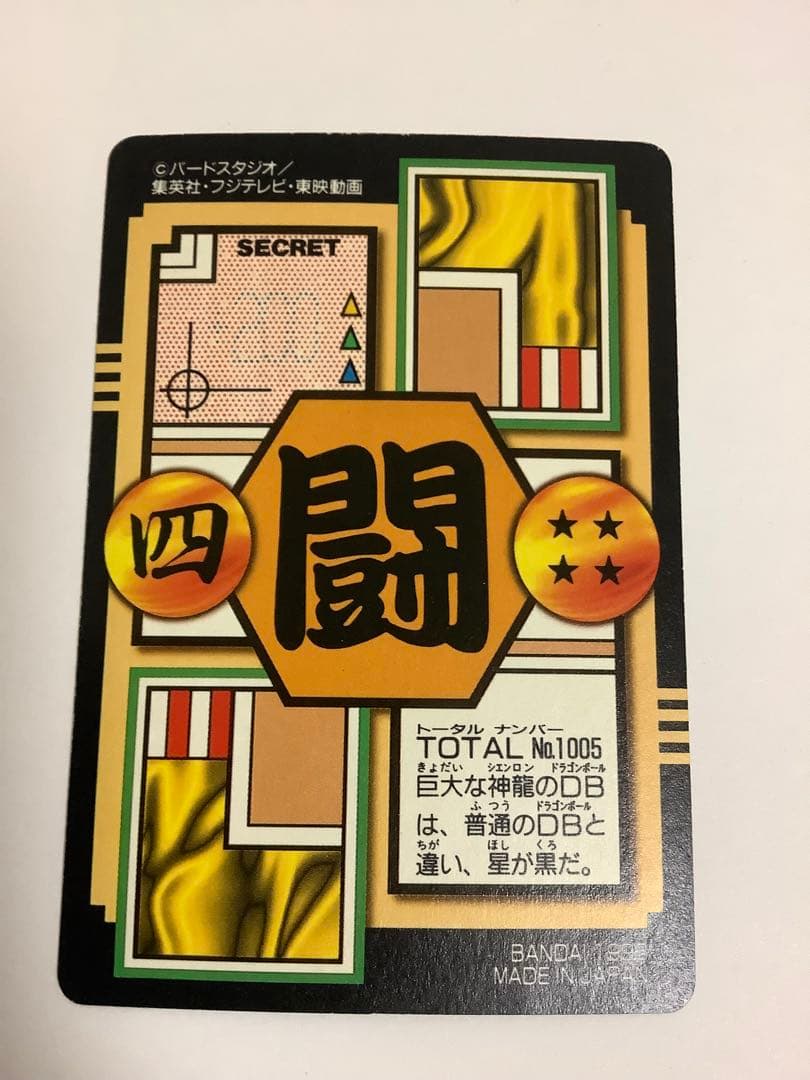 ©バードスタジオ/
集英社・フジテレビ・東映動画
SECRET
四
闘
トータル ナンバー
TOTAL No.1005
きょだい シェンロン ドラゴンボール
巨大な神龍のDB
ふつう ドラゴンボール
は、普通のDBと
ちが ほし くろ
違い、星が黒だ。
BANDAI
MADE IN JAPAN